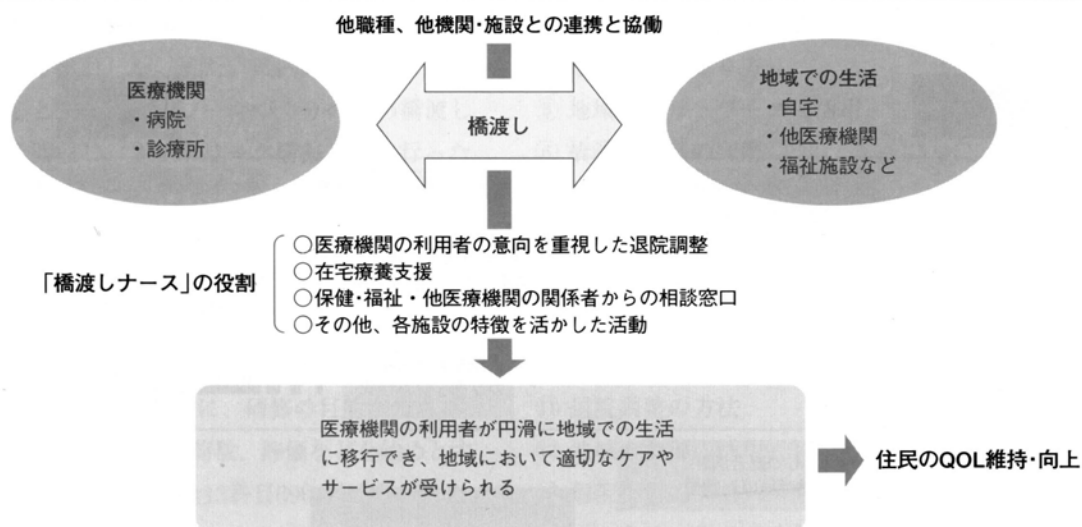 他職種、他機関・施設との連携と協働
医療機関
・病院
・診療所
橋渡し
地域での生活
・自宅
・他医療機関
・福祉施設など
「橋渡しナース」の役割
○医療機関の利用者の意向を重視した退院調整
○在宅療養支援
○保健・福祉・他医療機関の関係者からの相談窓口
○その他、各施設の特徴を活かした活動
医療機関の利用者が円滑に地域での生活
に移行でき、地域において適切なケアや
サービスが受けられる
住民のQOL維持・向上